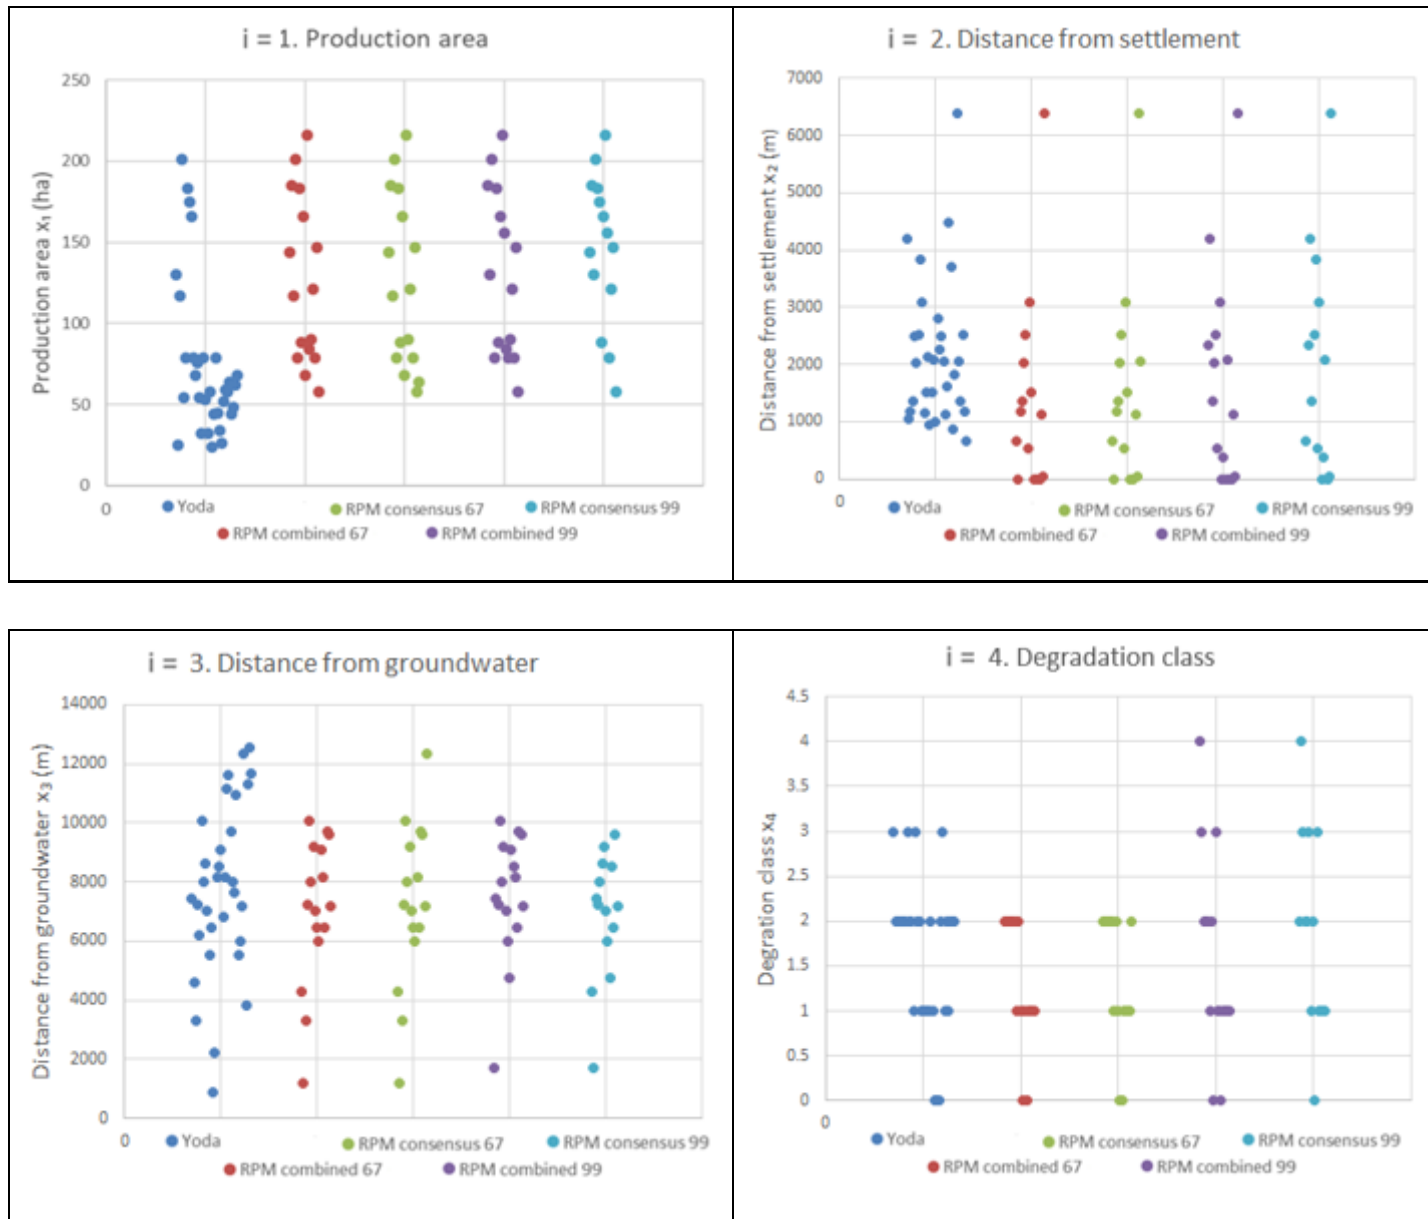 i = 1. Production area
250
200
150
100
50
0
0
Production area x₁ (ha)
Yoda
RPM consensus 67
RPM consensus 99
RPM combined 67
RPM combined 99
i = 2. Distance from settlement
7000
6000
5000
4000
3000
2000
1000
0
0
Distance from settlement x₂ (m)
Yoda
RPM consensus 67
RPM consensus 99
RPM combined 67
RPM combined 99
i = 3. Distance from groundwater
14000
12000
10000
8000
6000
4000
2000
0
0
Distance from groundwater x₃ (m)
Yoda
RPM consensus 67
RPM consensus 99
RPM combined 67
RPM combined 99
i = 4. Degradation class
4.5
4
3.5
3
2.5
2
1.5
1
0.5
0
0
Degration class x₄
Yoda
RPM consensus 67
RPM consensus 99
RPM combined 67
RPM combined 99